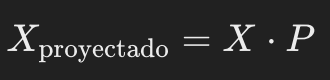 X_proyectado = X · P